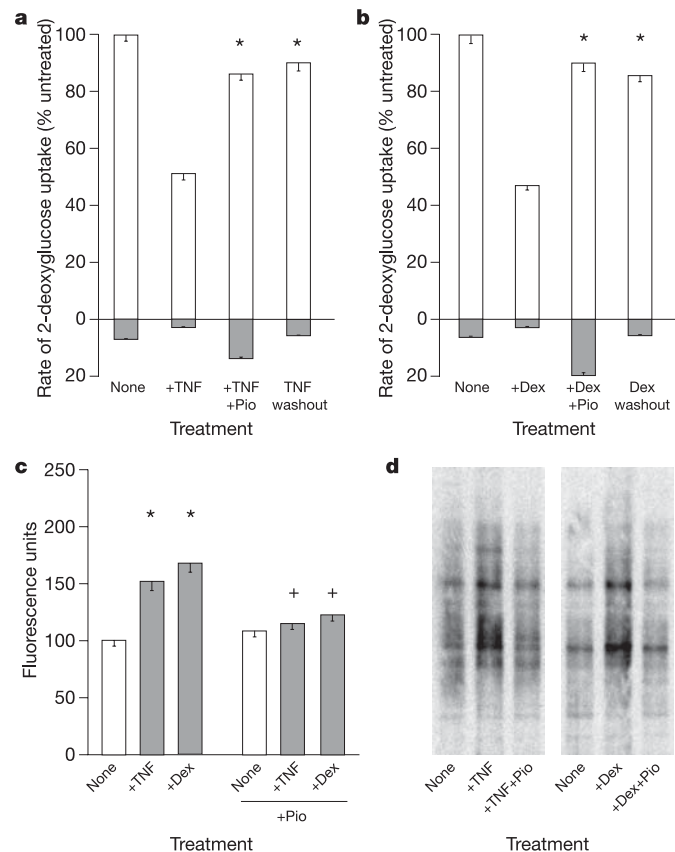 a
Rate of 2-deoxyglucose uptake (% untreated)
100
80
60
40
20
0
20
* *
None +TNF +TNF TNF
+Pio washout
Treatment
b
Rate of 2-deoxyglucose uptake (% untreated)
100
80
60
40
20
0
20
* *
None +Dex +Dex Dex
+Pio washout
Treatment
c
Fluorescence units
250
200
150
100
50
0
* *
+ +
None +TNF +Dex None +TNF +Dex
+Pio
Treatment
d
None +TNF +TNF+Pio None +Dex +Dex+Pio
Treatment